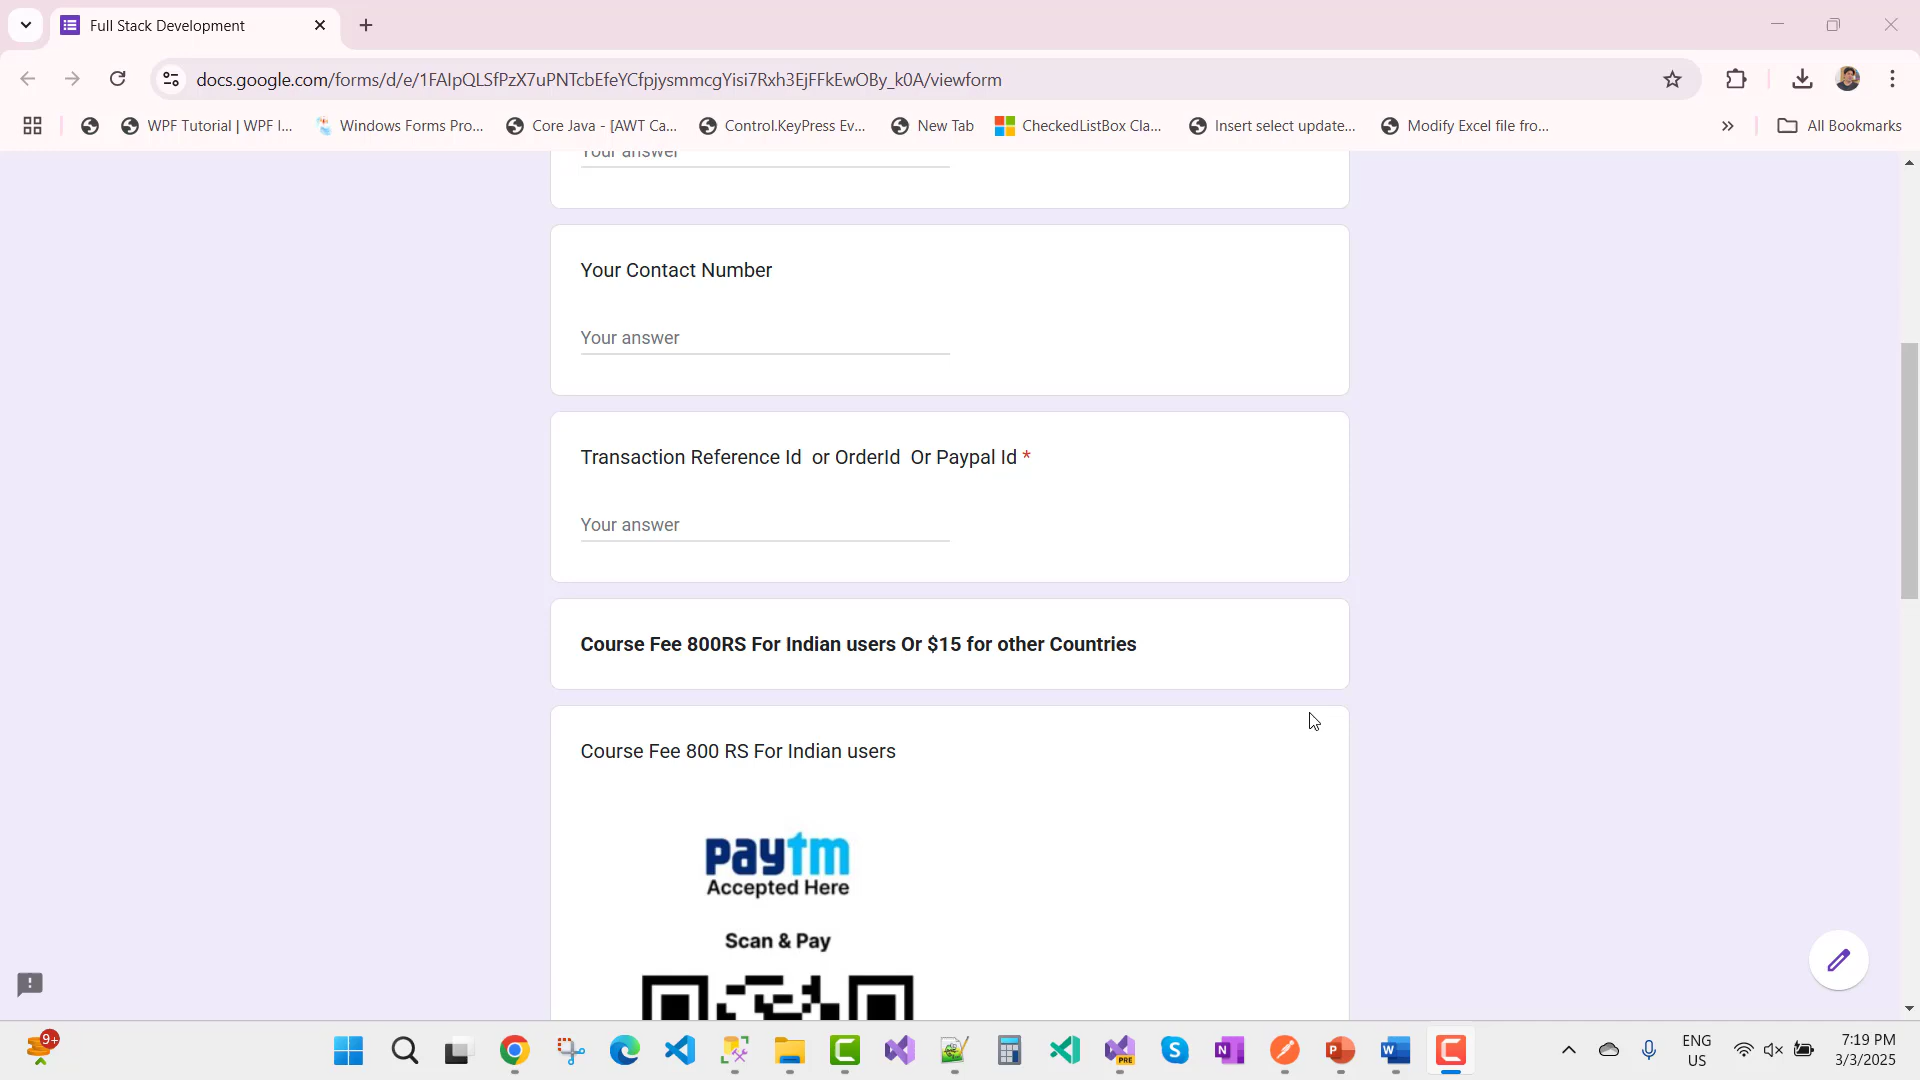 Full Stack Development
docs.google.com/forms/d/e/1FAIpQLSfPzX7uPNTcbEfeYCfpjysmmcgYisi7Rxh3EjFFkEwOBy_k0A/viewform
WPF Tutorial | WPF I...
Windows Forms Pro...
Core Java - [AWT Ca...
Control.KeyPress Ev...
New Tab
CheckedListBox Cla...
Insert select update...
Modify Excel file fro...
All Bookmarks
Your answer
Your Contact Number
Your answer
Transaction Reference Id or OrderId Or Paypal Id *
Your answer
Course Fee 800RS For Indian users Or $15 for other Countries
Course Fee 800 RS For Indian users
paytm
Accepted Here
Scan & Pay
9+
PRE
ENG
US
7:19 PM
3/3/2025